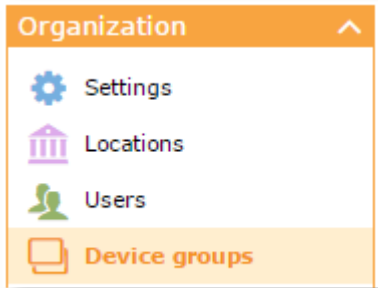 Organization
Settings
Locations
Users
Device groups